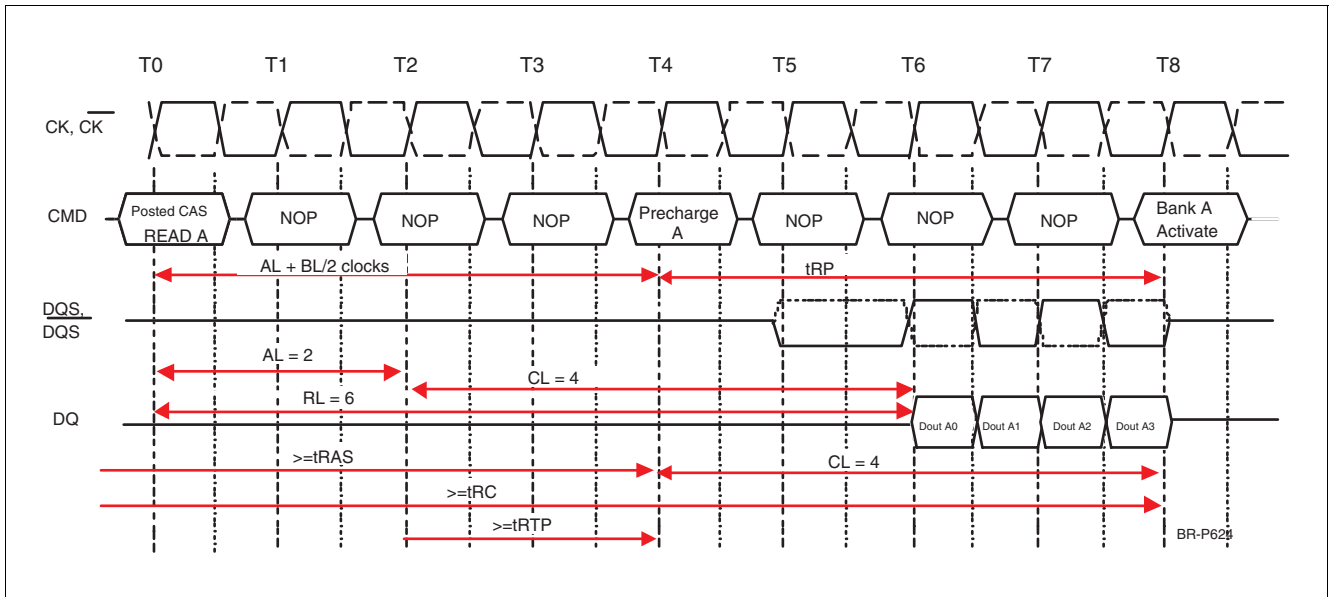 T0 T1 T2 T3 T4 T5 T6 T7 T8
CK, CK
CMD
Posted CAS
READ A
NOP
NOP
NOP
Precharge
A
NOP
NOP
NOP
Bank A
Activate
AL + BL/2 clocks
tRP
DQS,
DQS
AL = 2
CL = 4
RL = 6
DQ
Dout A0
Dout A1
Dout A2
Dout A3
>=tRAS
CL = 4
>=tRC
>=tRTP
BR-P624